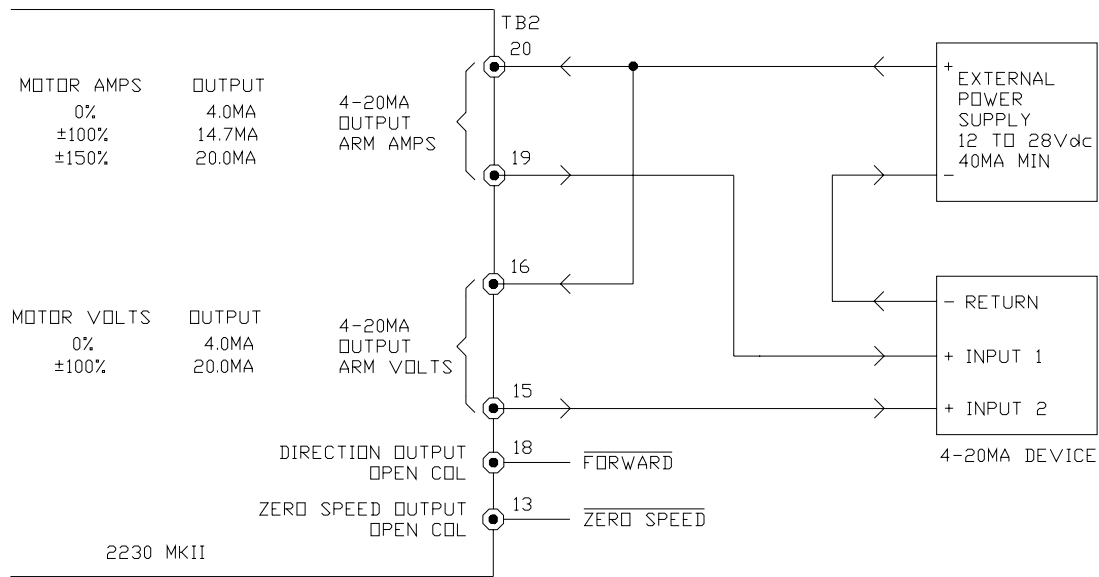 TB2
20
MOTOR AMPS OUTPUT
0% 4.0MA
±100% 14.7MA
±150% 20.0MA
4-20MA
OUTPUT
ARM AMPS
19
+ EXTERNAL
POWER
SUPPLY
12 TO 28Vdc
40MA MIN
-
16
MOTOR VOLTS OUTPUT
0% 4.0MA
±100% 20.0MA
4-20MA
OUTPUT
ARM VOLTS
15
- RETURN
+ INPUT 1
+ INPUT 2
4-20MA DEVICE
DIRECTION OUTPUT
OPEN COL
18
FORWARD
ZERO SPEED OUTPUT
OPEN COL
13
ZERO SPEED
2230 MKII